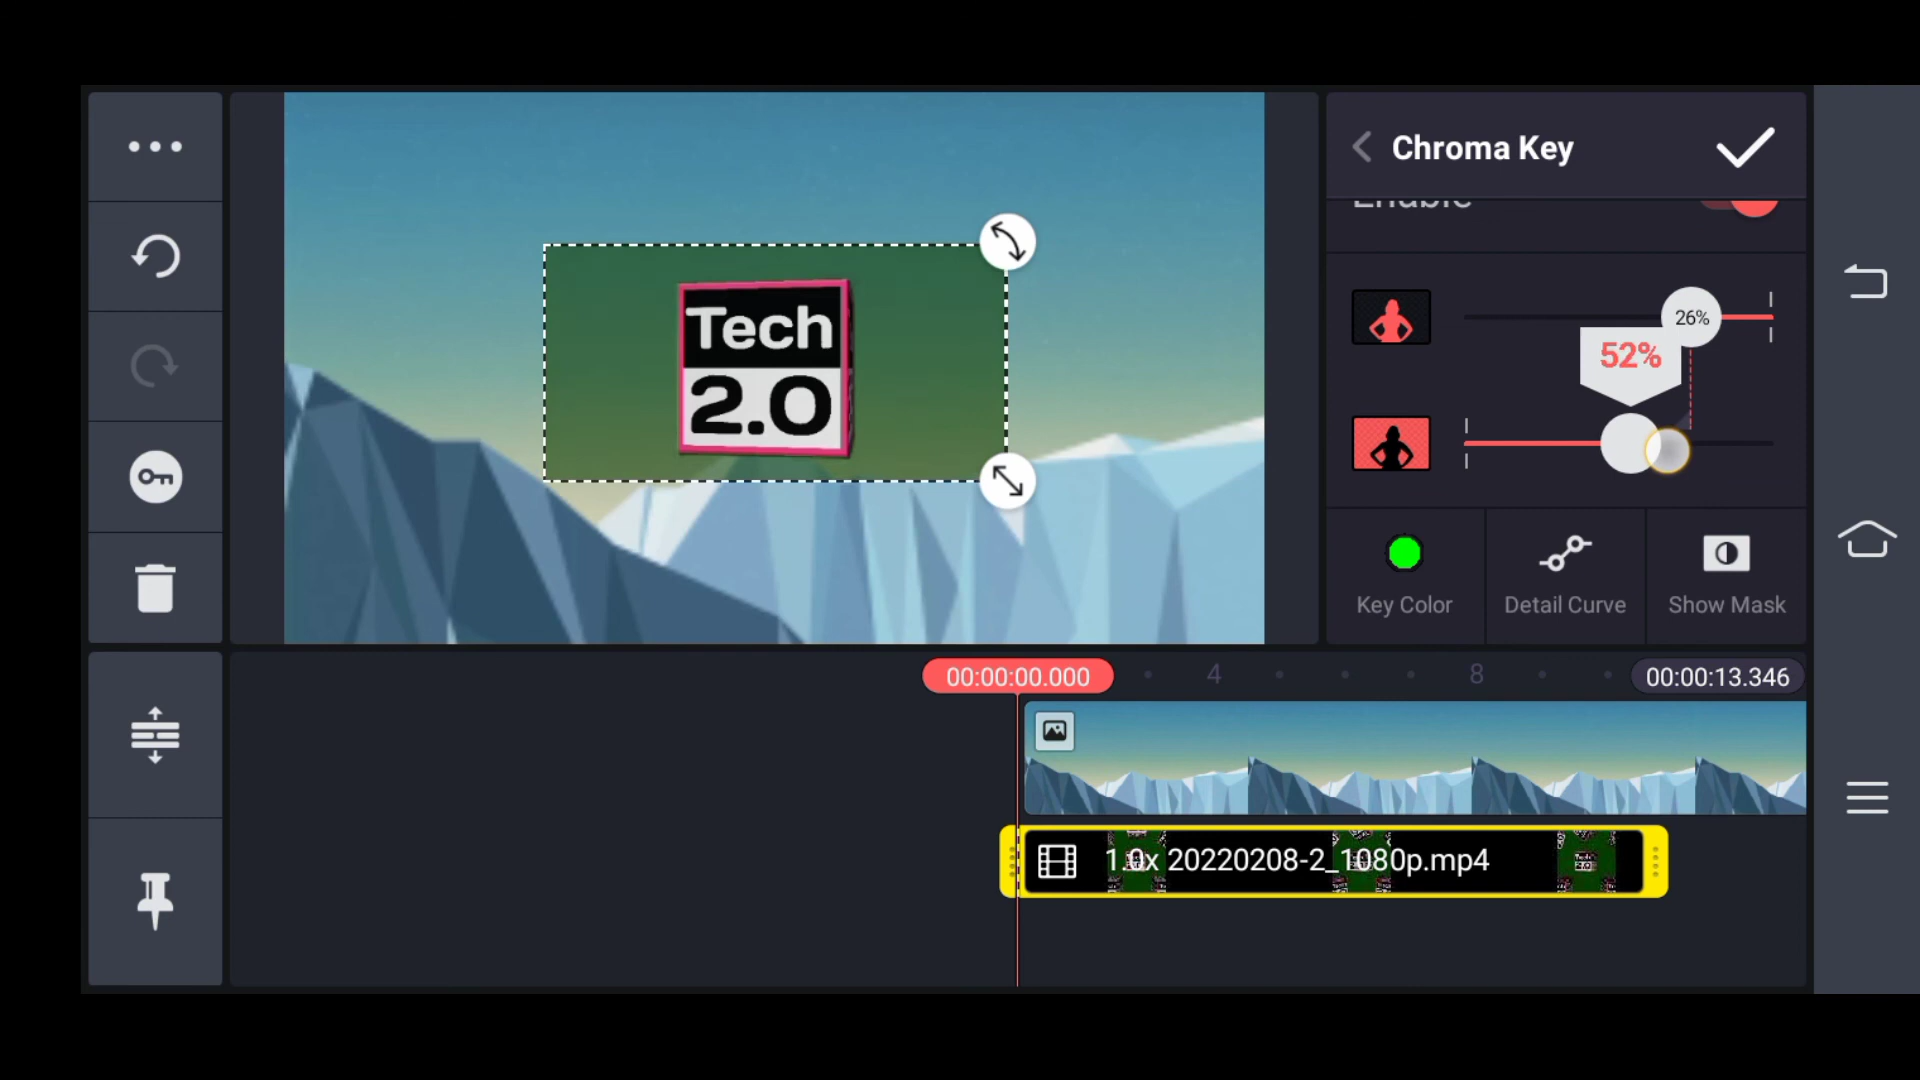 Chroma Key
Enable
Tech
2.0
26%
52%
Key Color
Detail Curve
Show Mask
00:00:00.000
4
8
00:00:13.346
1.0x 20220208-2_1080p.mp4